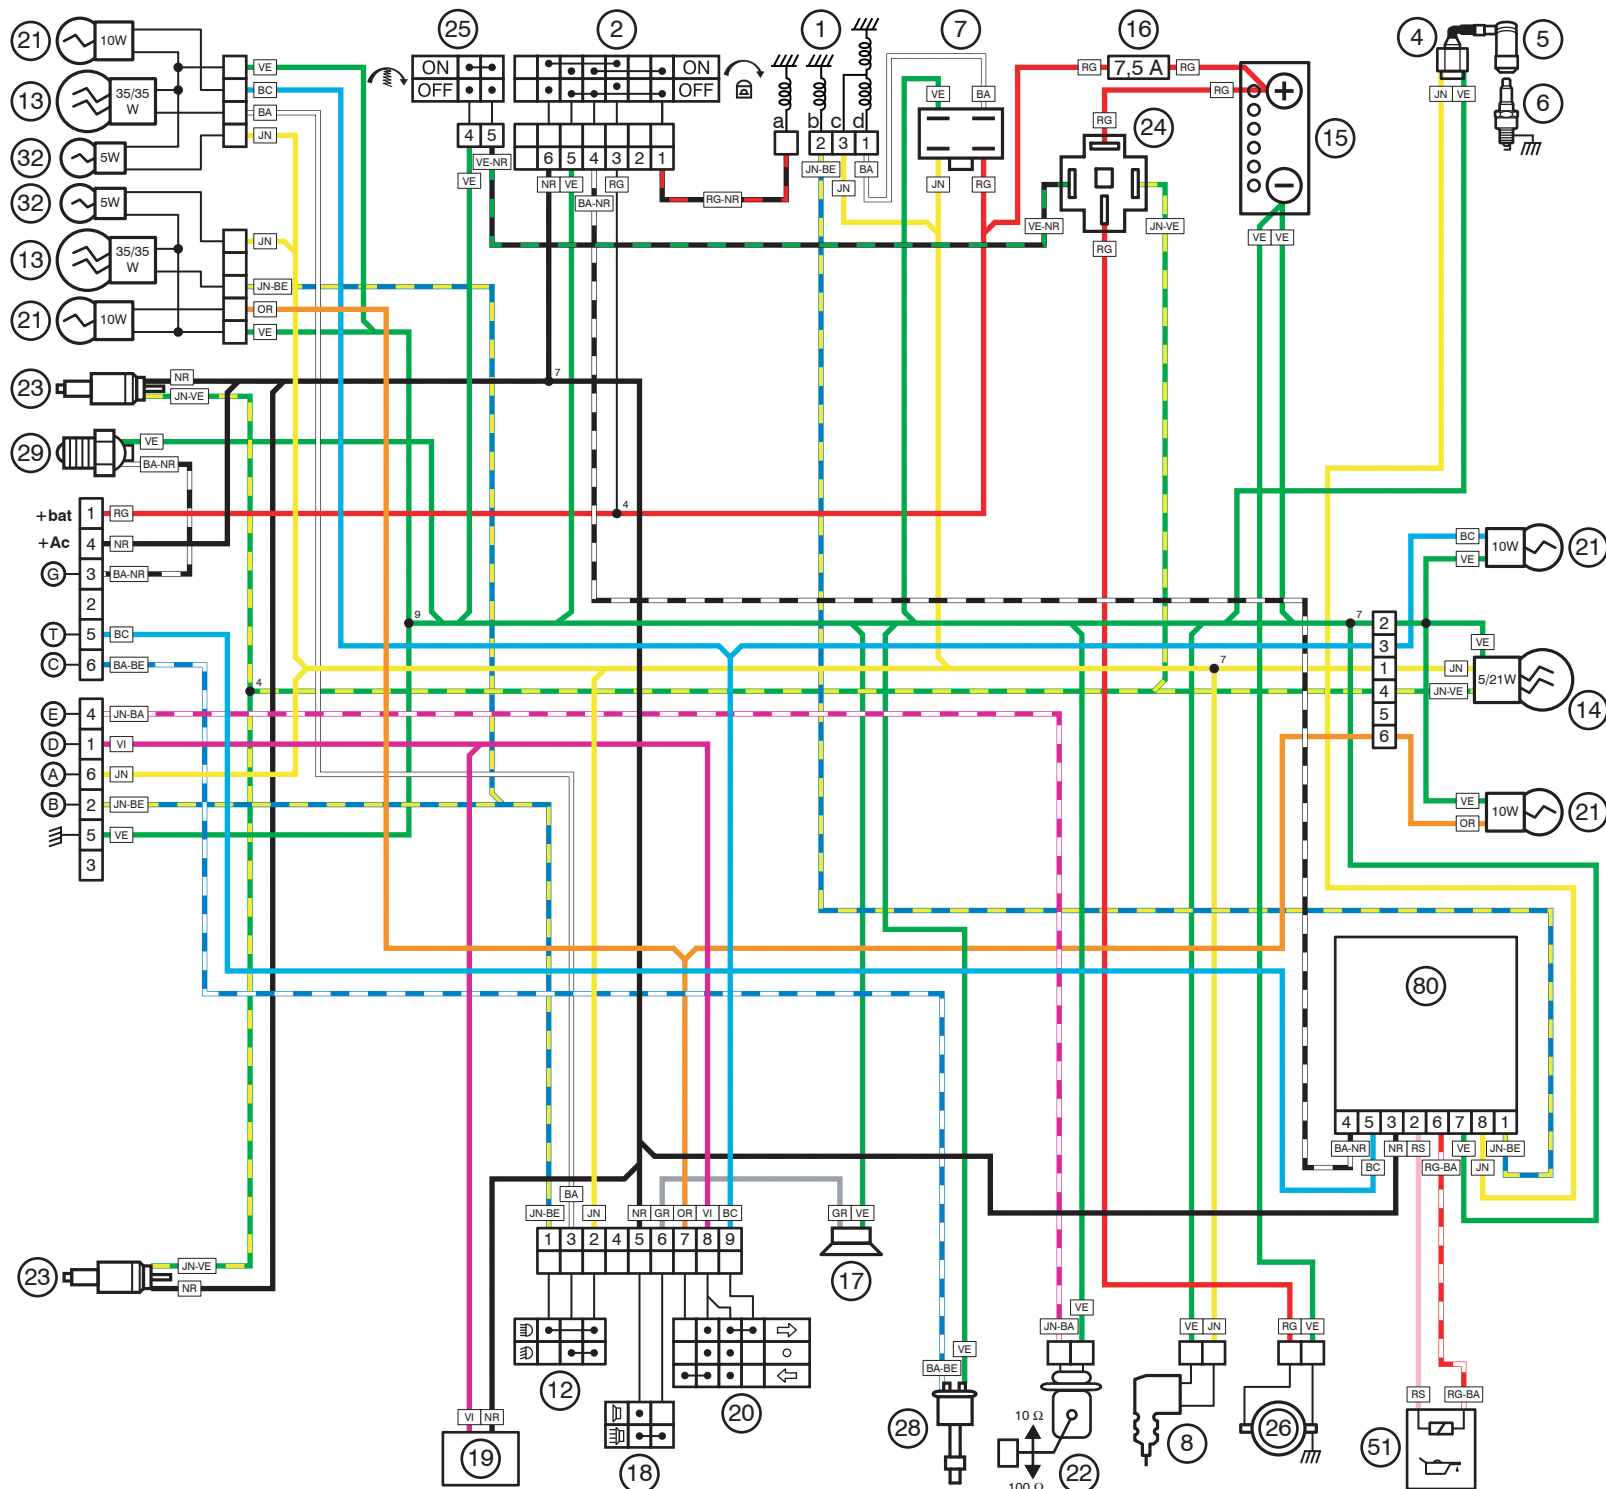 21 10W VE
BC
13 35/35 W BA
JN
32 5W
32 5W
13 35/35 W JN
JN-BE
OR
21 10W VE
25 ON OFF
4 5
VE VE-NR
2 ON OFF
6 5 4 3 2 1
NR VE BA-NR RG
RG-NR
1
a b c d
2 3 1
JN-BE JN BA
7
VE BA
JN RG
16
RG 7,5 A RG
RG
RG
24
VE-NR JN-VE
RG
15
+
−
VE VE
4 5
JN VE
6
23 NR
JN-VE
7
29 VE
BA-NR
+bat 1 RG
4
+Ac 4 NR
G 3 BA-NR
2
T 5 BC
C 6 BA-BE
9
4
7
7
E 4 JN-BA
D 1 VI
A 6 JN
B 2 JN-BE
5 VE
3
2
3
1
4
5
6
BC 10W 21
VE
VE
JN 5/21W
JN-VE 14
VE 10W 21
OR
80
4 5 3 2 6 7 8 1
BA-NR NR RS VE JN-BE
BC RG-BA JN
BA
JN-BE JN NR GR OR VI BC
1 3 2 4 5 6 7 8 9
GR VE
17
23 JN-VE
NR
12
20
18
VI NR
19
BA-BE VE
28
JN-BA VE
10 Ω
100 Ω
22
VE JN
8
RG VE
26
RS RG-BA
51